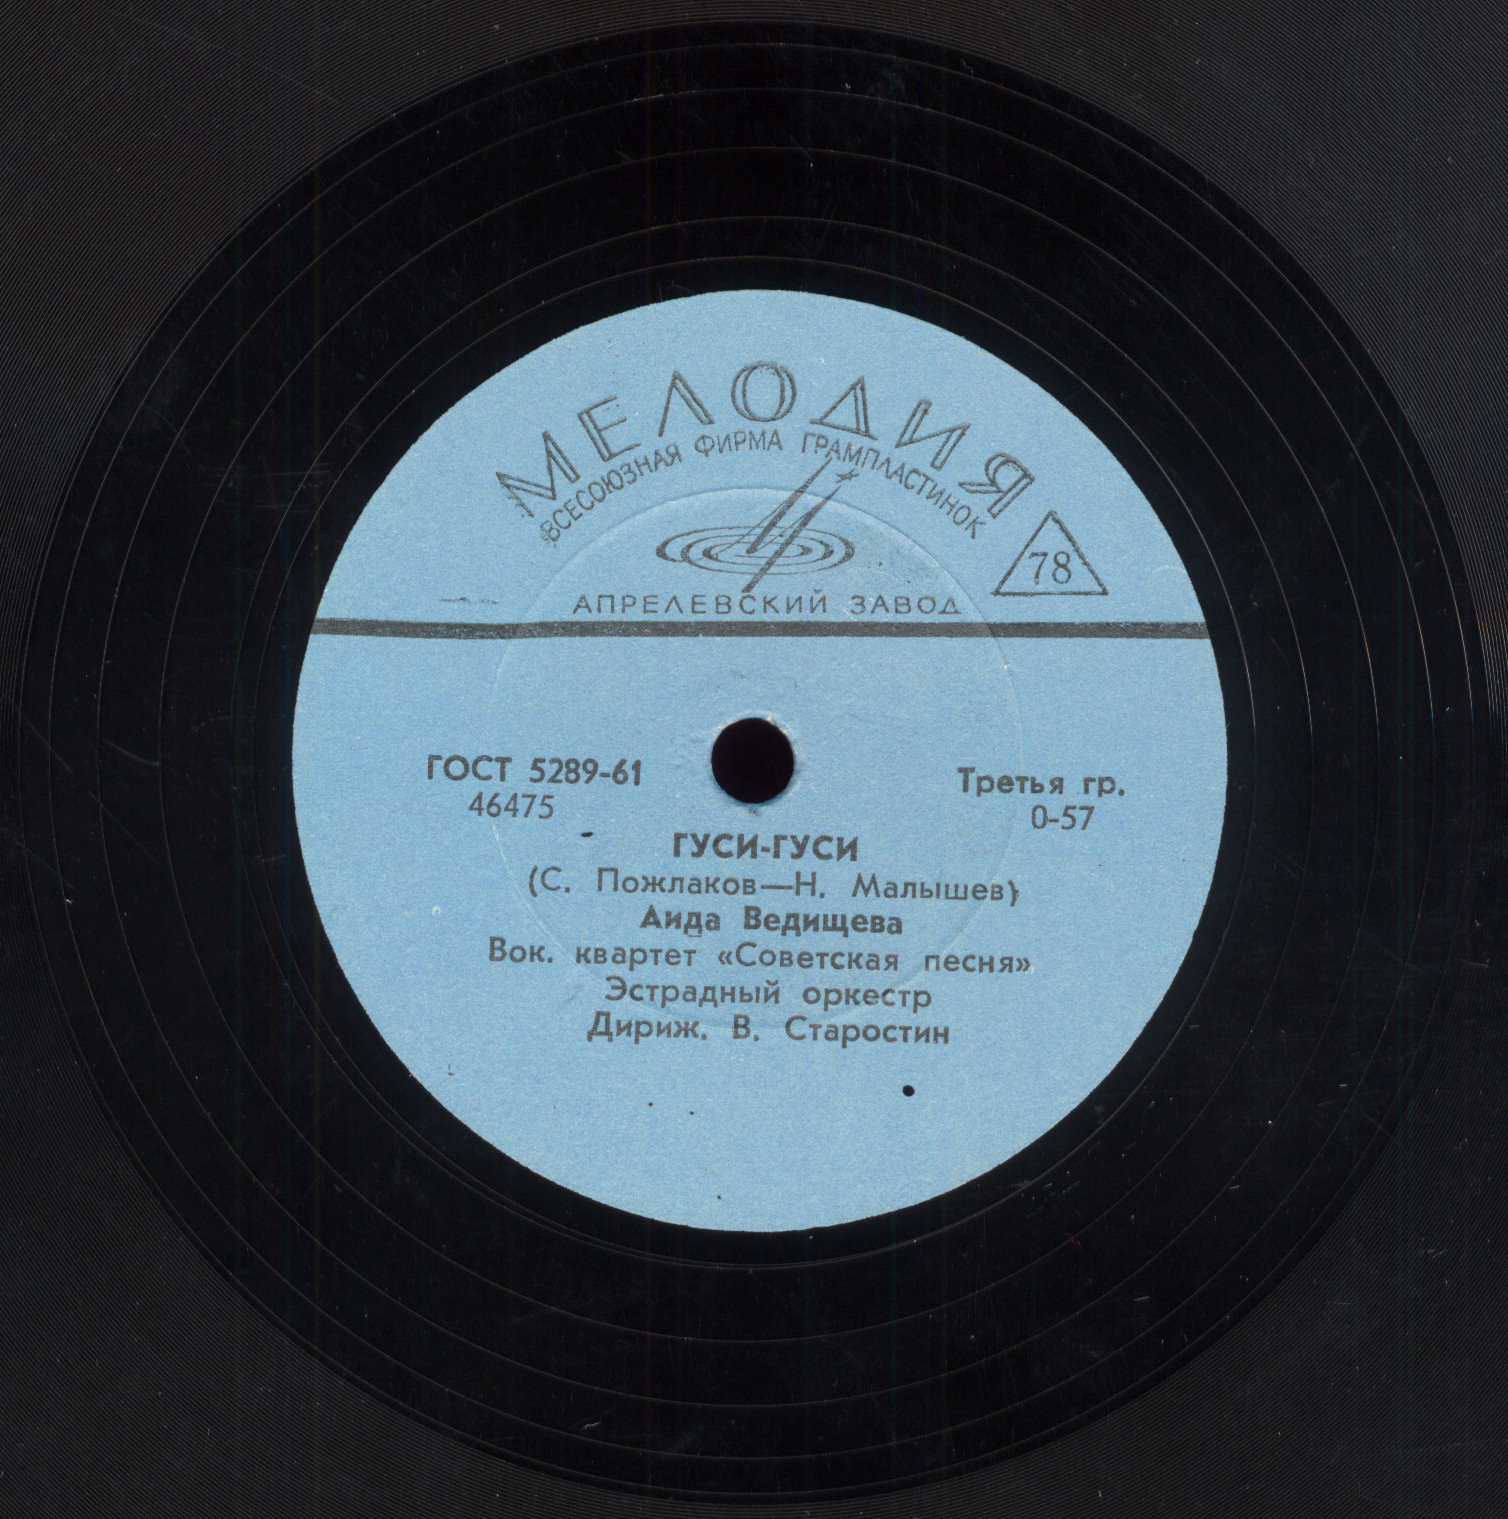 МЕЛОДИЯ
ВСЕСОЮЗНАЯ ФИРМА ГРАМПЛАСТИНОК
78
АПРЕЛЕВСКИЙ ЗАВОД
ГОСТ 5289-61
46475
Третья гр.
0-57
ГУСИ-ГУСИ
(С. Пожлаков—Н. Малышев)
Аида Ведищева
Вок. квартет «Советская песня»
Эстрадный оркестр
Дириж. В. Старостин